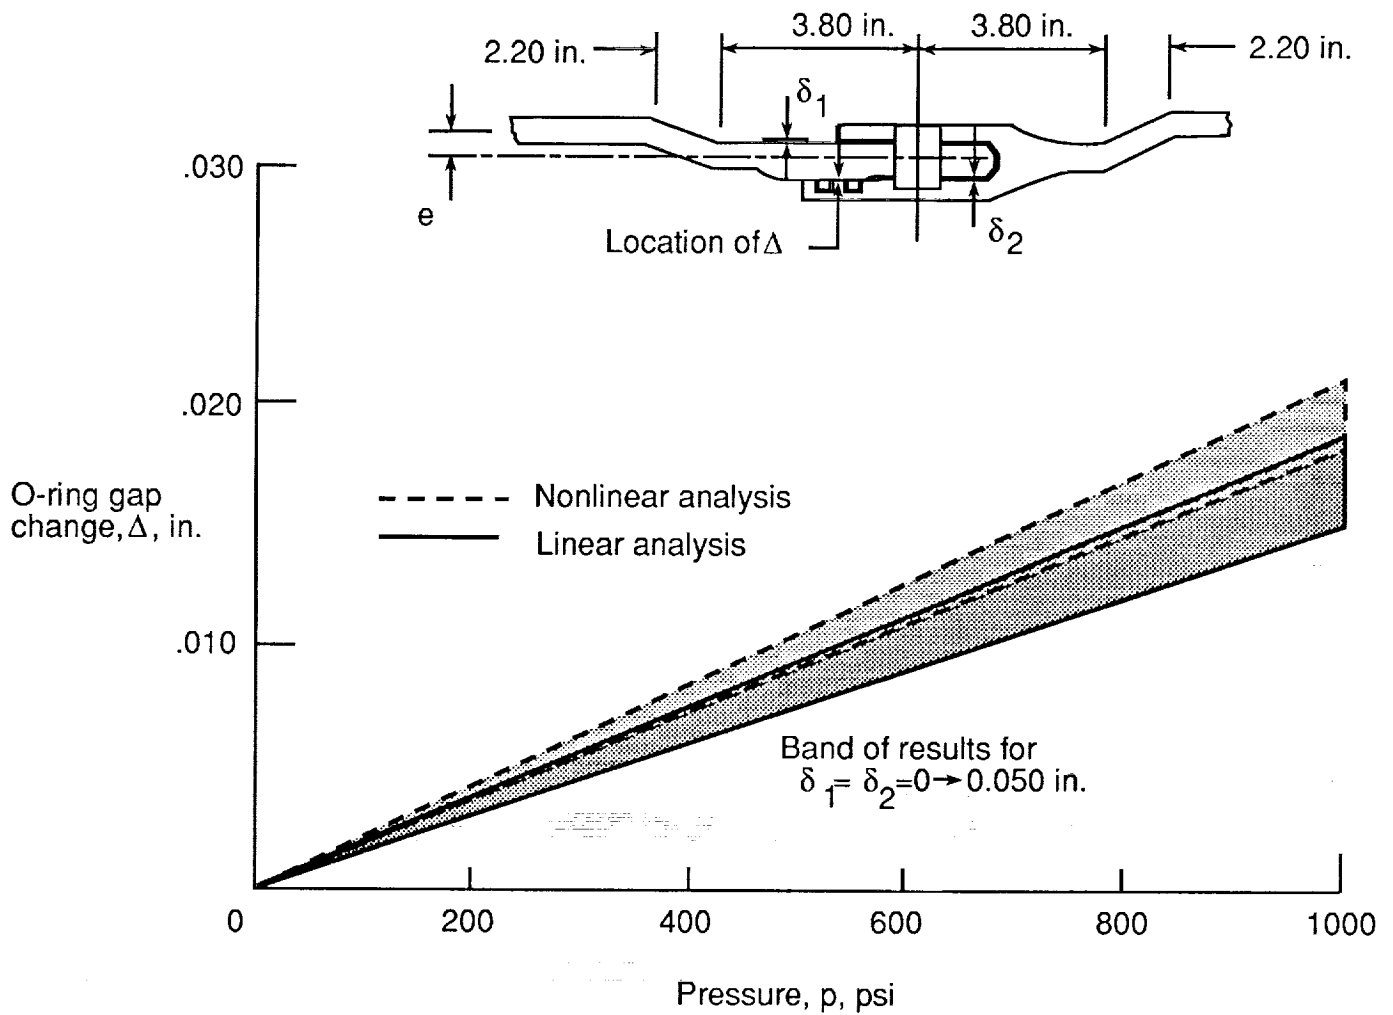 3.80 in.
3.80 in.
2.20 in.
2.20 in.
δ1
e
Location of Δ
δ2
.030
.020
.010
O-ring gap
change, Δ, in.
Nonlinear analysis
Linear analysis
Band of results for
δ1= δ2=0→0.050 in.
0
200
400
600
800
1000
Pressure, p, psi